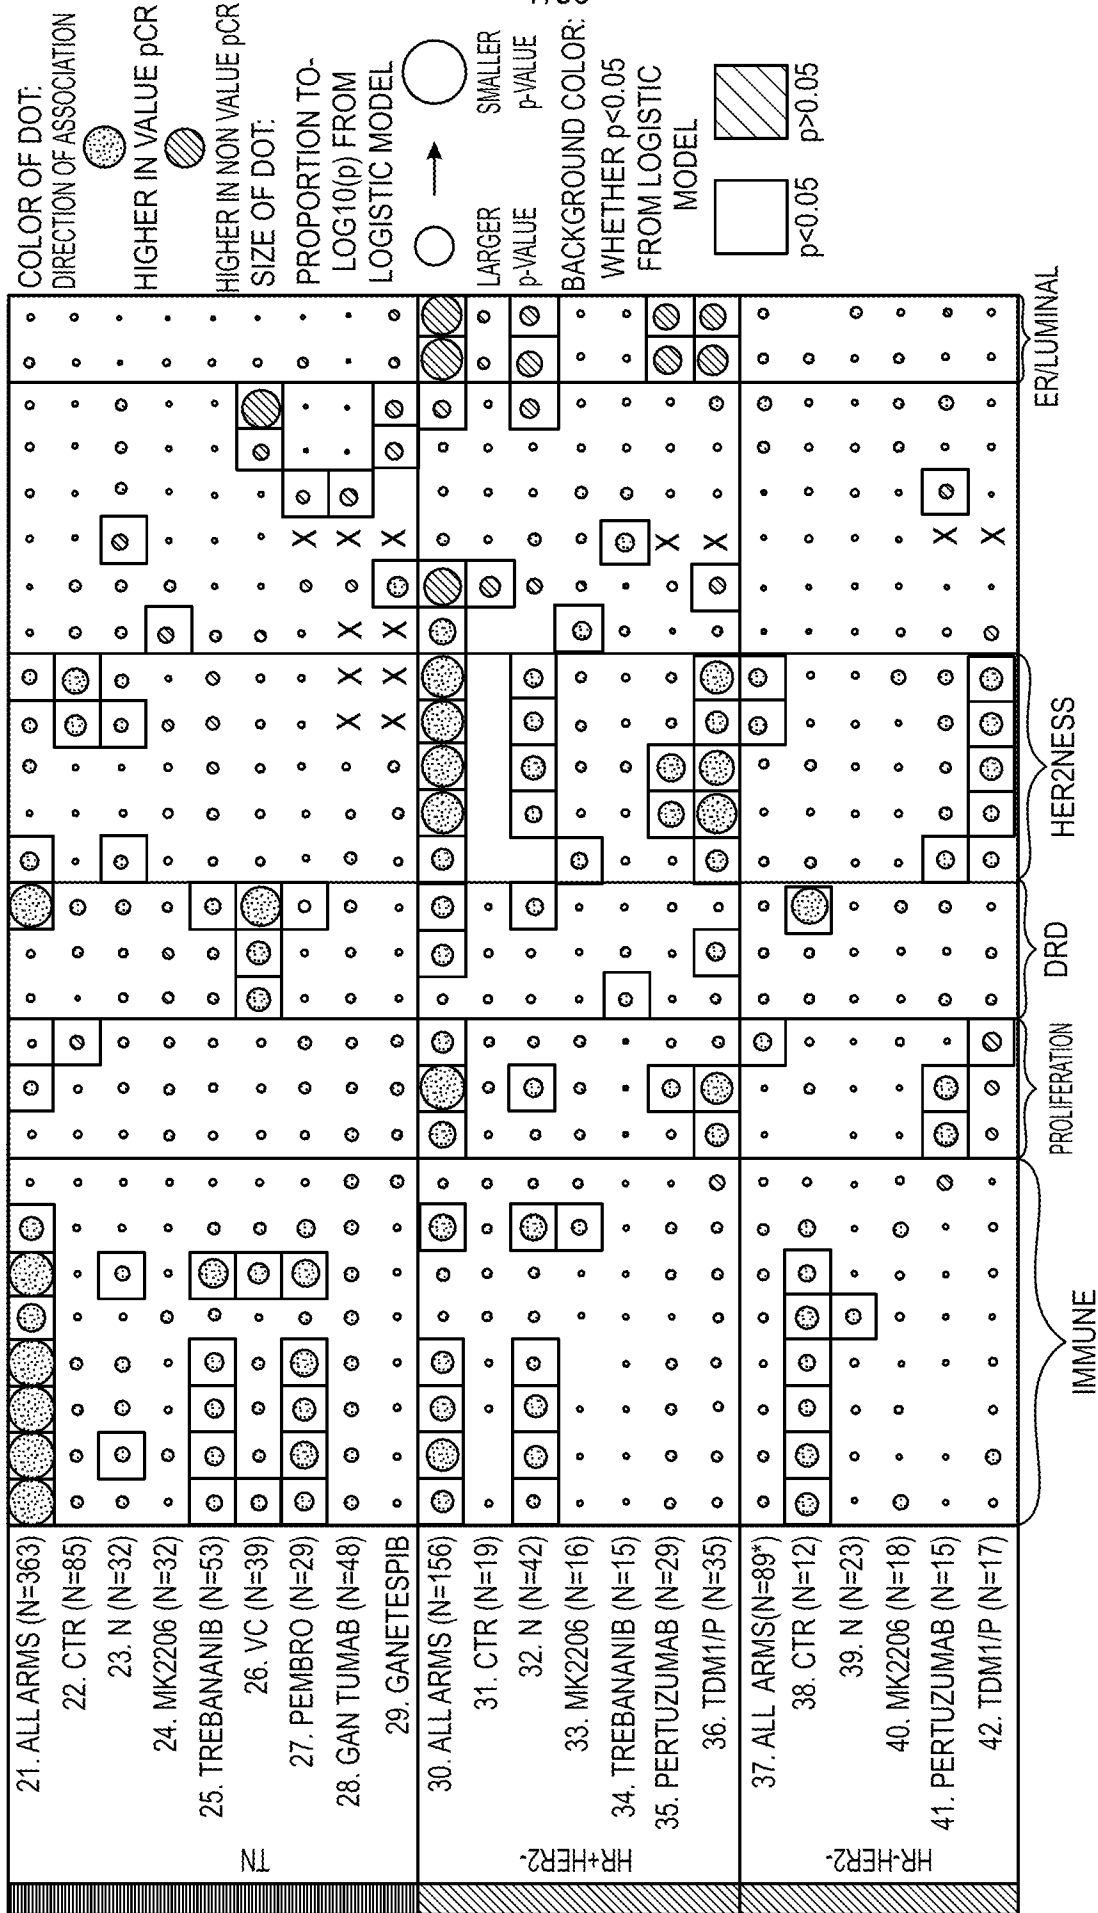 COLOR OF DOT:
DIRECTION OF ASSOCIATION
HIGHER IN VALUE pCR
HIGHER IN NON VALUE pCR
SIZE OF DOT:
PROPORTION TO-
LOG10(p) FROM
LOGISTIC MODEL
LARGER
p-VALUE
SMALLER
p-VALUE
BACKGROUND COLOR:
WHETHER p<0.05
FROM LOGISTIC
MODEL
p<0.05
p>0.05
TN
21. ALL ARMS (N=363)
22. CTR (N=85)
23. N (N=32)
24. MK2206 (N=32)
25. TREBANANIB (N=53)
26. VC (N=39)
27. PEMBRO (N=29)
28. GAN TUMAB (N=48)
29. GANETESPIB
HR+HER2-
30. ALL ARMS (N=156)
31. CTR (N=19)
32. N (N=42)
33. MK2206 (N=16)
34. TREBANANIB (N=15)
35. PERTUZUMAB (N=29)
36. TDM1/P (N=35)
HR-HER2-
37. ALL ARMS(N=89*)
38. CTR (N=12)
39. N (N=23)
40. MK2206 (N=18)
41. PERTUZUMAB (N=15)
42. TDM1/P (N=17)
X X X
X X X
X X
X X
X X
X X
X X
IMMUNE
PROLIFERATION
DRD
HER2NESS
ER/LUMINAL